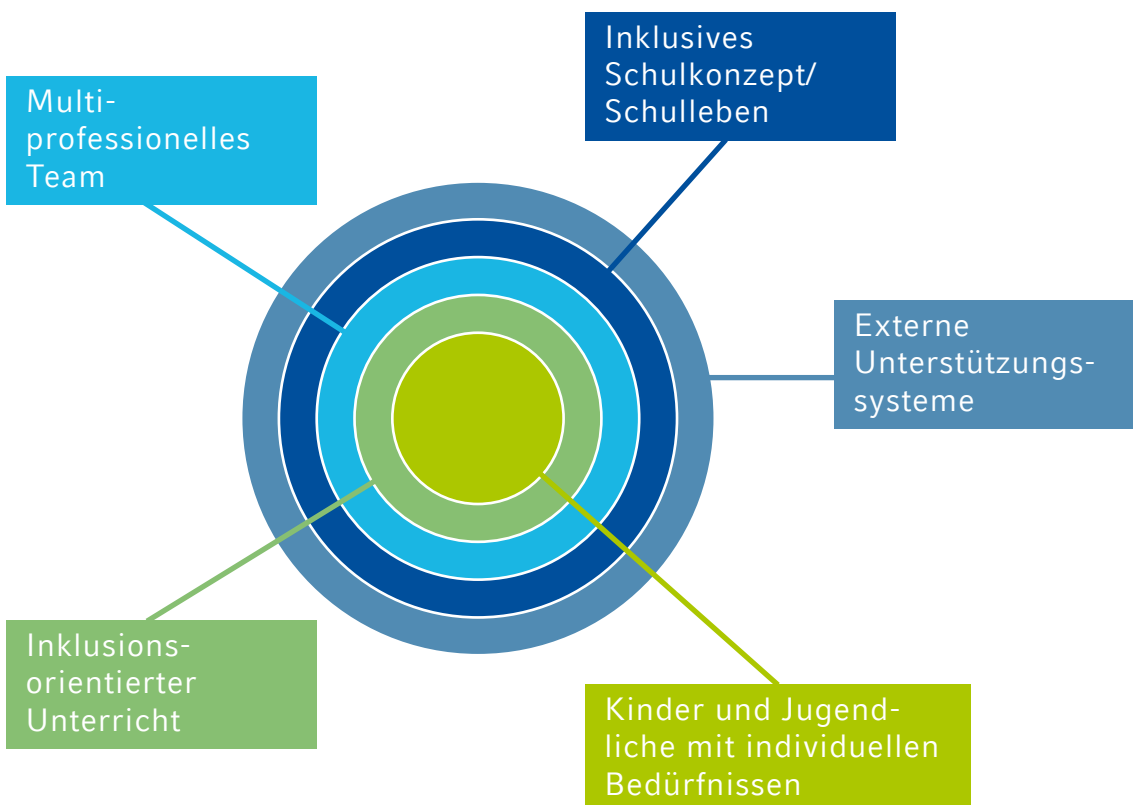 Inklusives
Schulkonzept/
Schulleben
Multi-
professionelles
Team
Externe
Unterstützungs-
systeme
Inklusions-
orientierter
Unterricht
Kinder und Jugend-
liche mit individuellen
Bedürfnissen